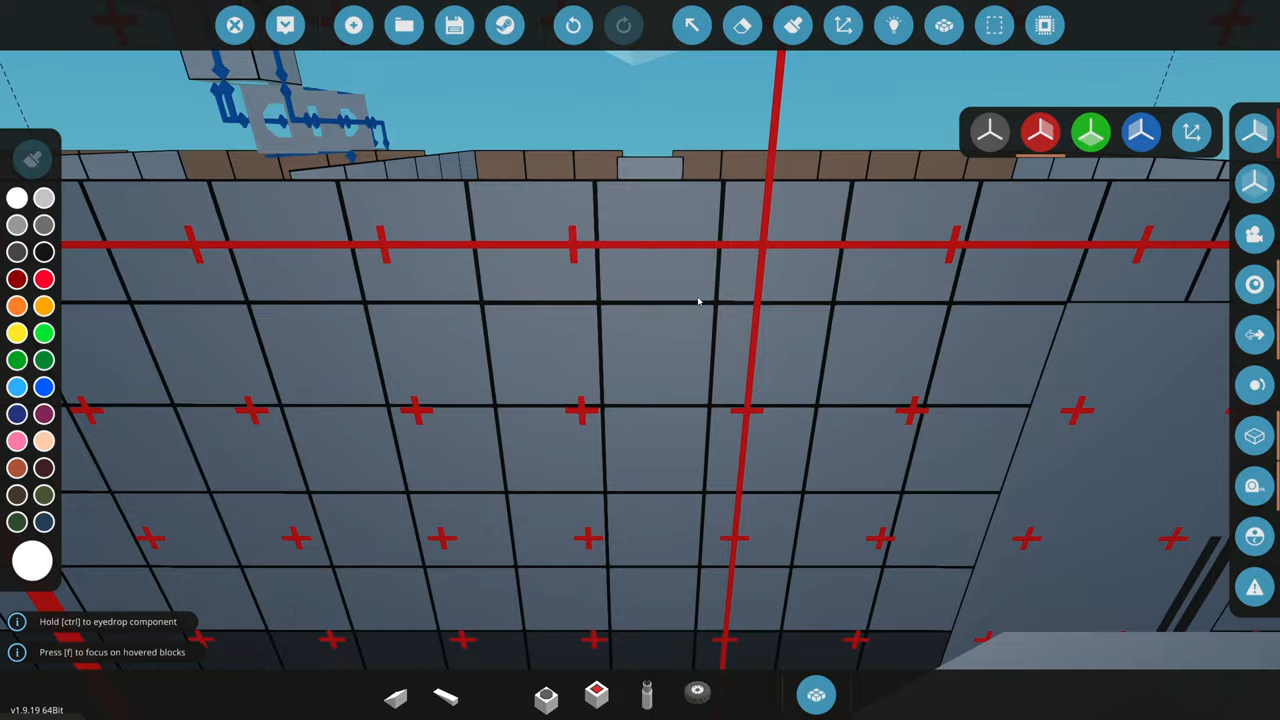 Hold [ctrl] to eyedrop component
Press [f] to focus on hovered blocks
v1.9.19 64Bit